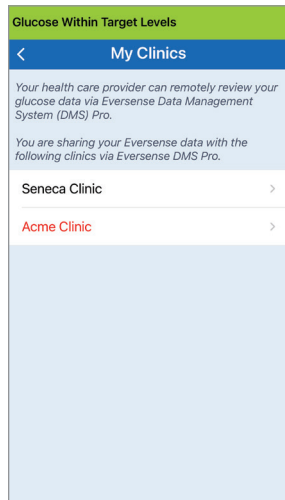 Glucose Within Target Levels
My Clinics
Your health care provider can remotely review your
glucose data via Eversense Data Management
System (DMS) Pro.
You are sharing your Eversense data with the
following clinics via Eversense DMS Pro.
Seneca Clinic
Acme Clinic